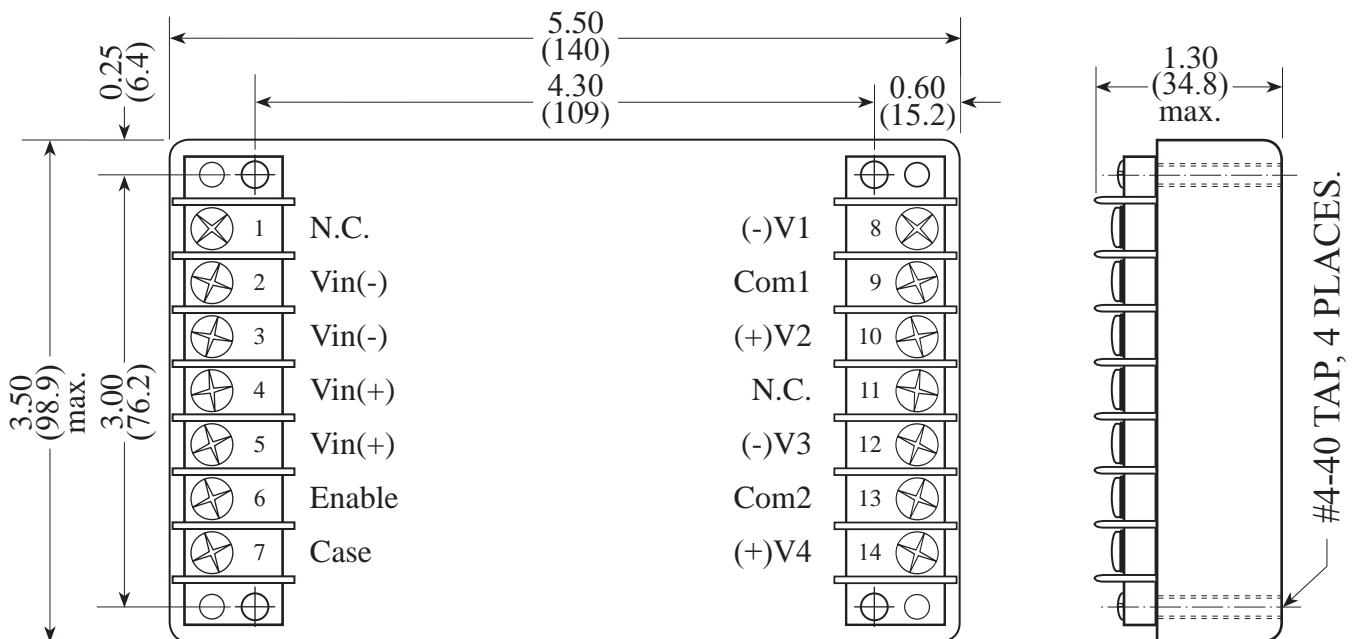 5.50
(140)
4.30
(109)
0.60
(15.2)
0.25
(6.4)
3.50
(98.9)
max.
3.00
(76.2)
1 N.C.
2 Vin(-)
3 Vin(-)
4 Vin(+)
5 Vin(+)
6 Enable
7 Case
(-)V1 8
Com1 9
(+)V2 10
N.C. 11
(-)V3 12
Com2 13
(+)V4 14
1.30
(34.8)
max.
#4-40 TAP, 4 PLACES.